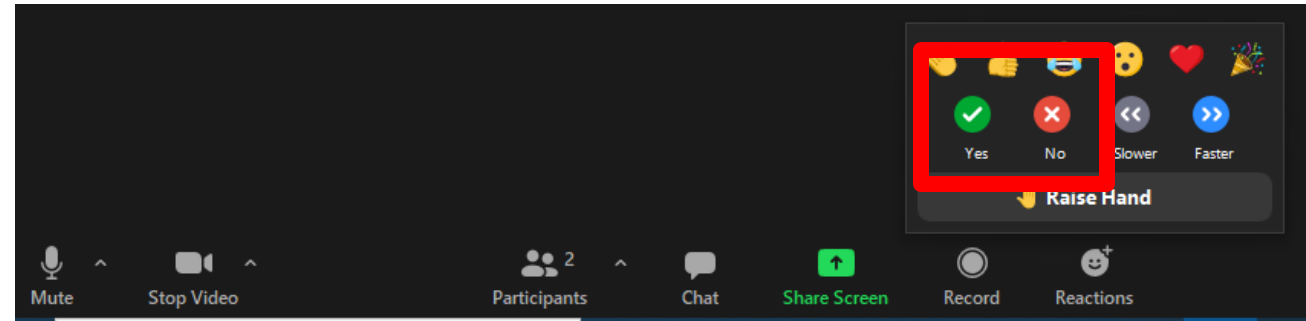 Yes No Slower Faster
Raise Hand
2
Mute Stop Video Participants Chat Share Screen Record Reactions